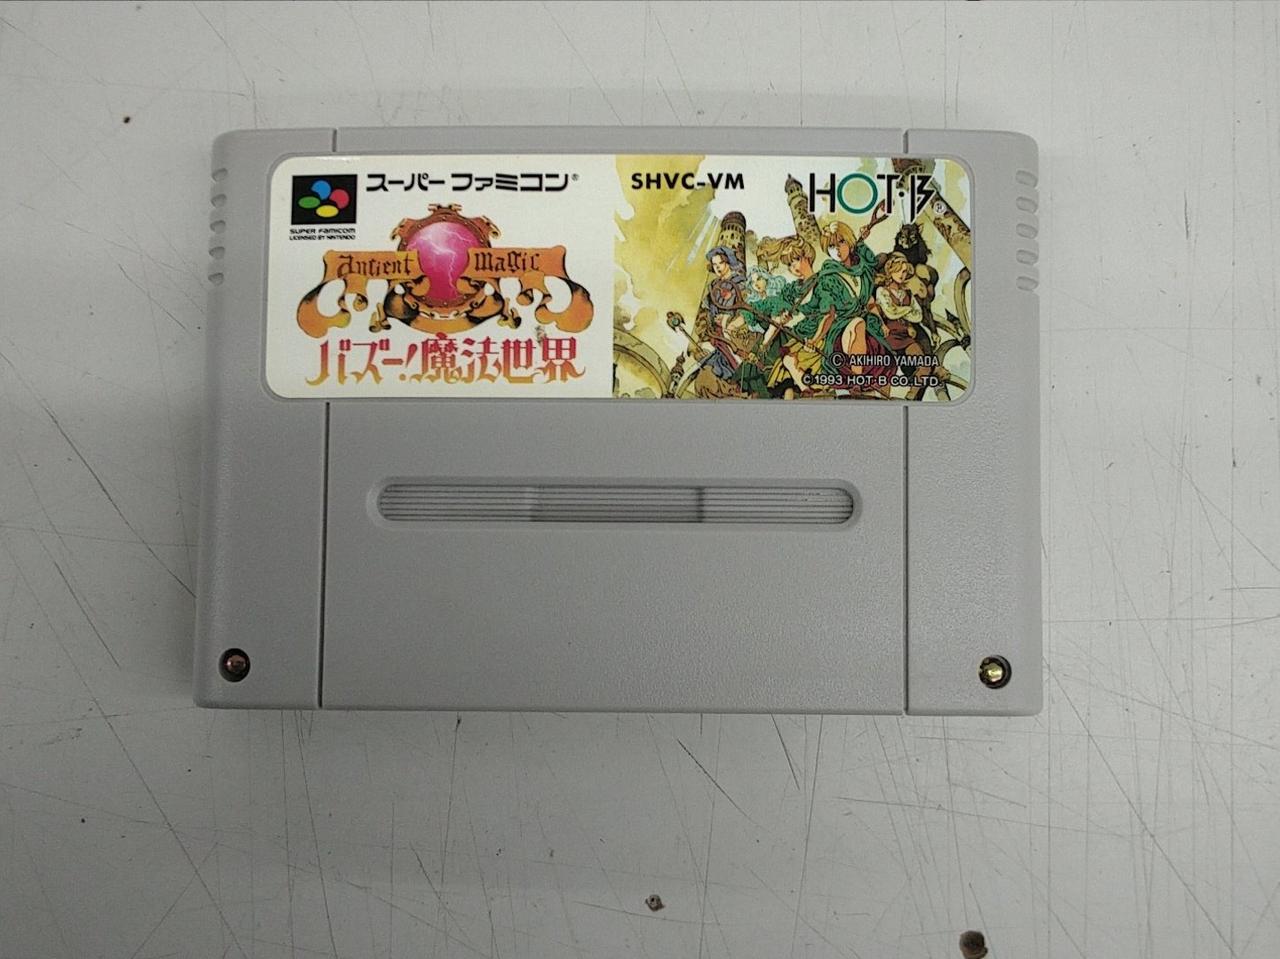 スーパーファミコン®
SUPER FAMICOM
LICENSED BY NINTENDO
Ancient Magic
バズー!魔法世界
SHVC-VM
HOT・B®
© AKIHIRO YAMADA
© 1993 HOT・B CO.,LTD.